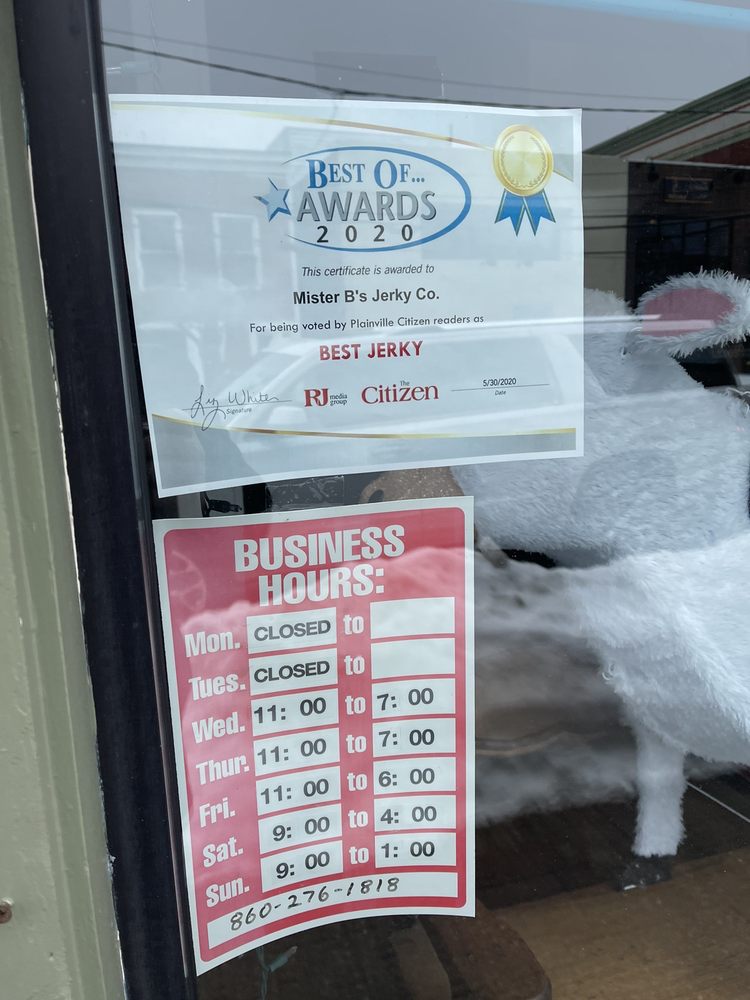 BEST OF...
AWARDS
2020
This certificate is awarded to
Mister B's Jerky Co.
For being voted by Plainville Citizen readers as
BEST JERKY
Liz White
Signature
RJ media group
The Citizen
5/30/2020
Date
BUSINESS
HOURS:
Mon. CLOSED to
Tues. CLOSED to
Wed. 11: 00 to 7: 00
Thur. 11: 00 to 7: 00
Fri. 11: 00 to 6: 00
Sat. 9: 00 to 4: 00
Sun. 9: 00 to 1: 00
860-276-1818